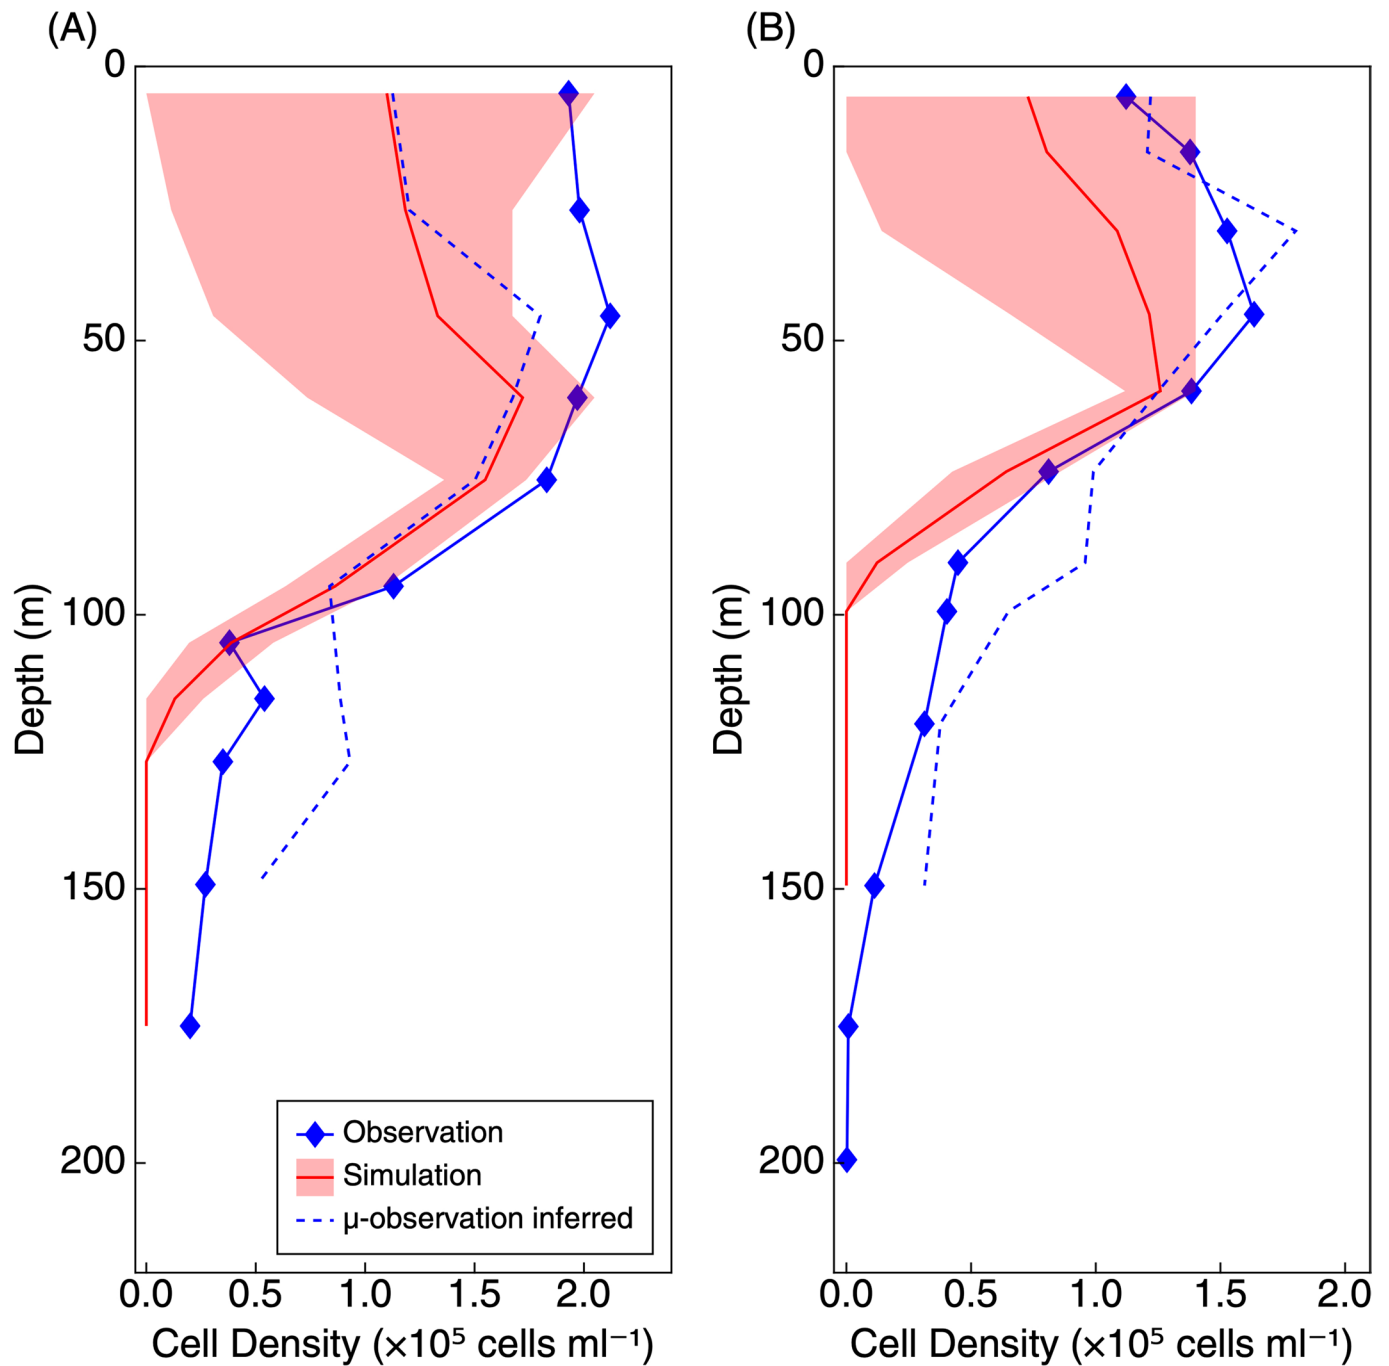 (A)
0
50
100
150
200
Depth (m)
Observation
Simulation
μ-observation inferred
0.0 0.5 1.0 1.5 2.0
Cell Density (×10⁵ cells ml⁻¹)
(B)
0
50
100
150
200
Depth (m)
0.0 0.5 1.0 1.5 2.0
Cell Density (×10⁵ cells ml⁻¹)